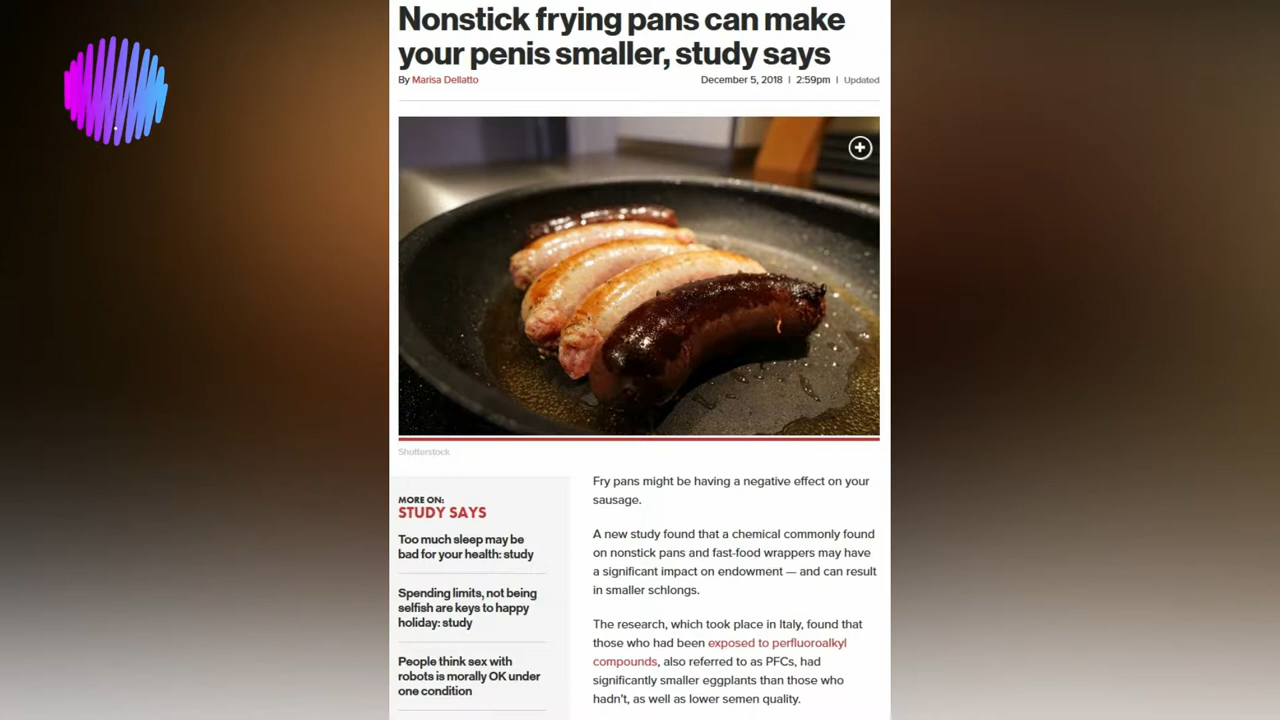 Nonstick frying pans can make
your penis smaller, study says
By Marisa Dellatto
December 5, 2018 | 2:59pm | Updated
Shutterstock
MORE ON:
STUDY SAYS
Too much sleep may be
bad for your health: study
Spending limits, not being
selfish are keys to happy
holiday: study
People think sex with
robots is morally OK under
one condition
Fry pans might be having a negative effect on your
sausage.
A new study found that a chemical commonly found
on nonstick pans and fast-food wrappers may have
a significant impact on endowment — and can result
in smaller schlongs.
The research, which took place in Italy, found that
those who had been exposed to perfluoroalkyl
compounds, also referred to as PFCs, had
significantly smaller eggplants than those who
hadn't, as well as lower semen quality.